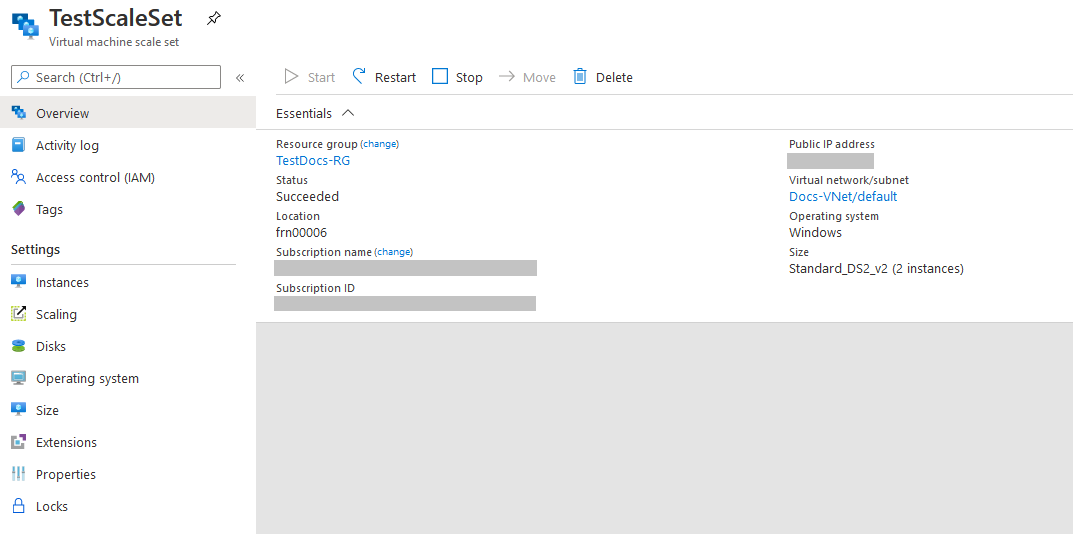 TestScaleSet
Virtual machine scale set
Search (Ctrl+/)
«
Overview
Activity log
Access control (IAM)
Tags
Settings
Instances
Scaling
Disks
Operating system
Size
Extensions
Properties
Locks
Start Restart Stop Move Delete
Essentials
Resource group (change)
TestDocs-RG
Status
Succeeded
Location
frn00006
Subscription name (change)
Subscription ID
Public IP address
Virtual network/subnet
Docs-VNet/default
Operating system
Windows
Size
Standard_DS2_v2 (2 instances)